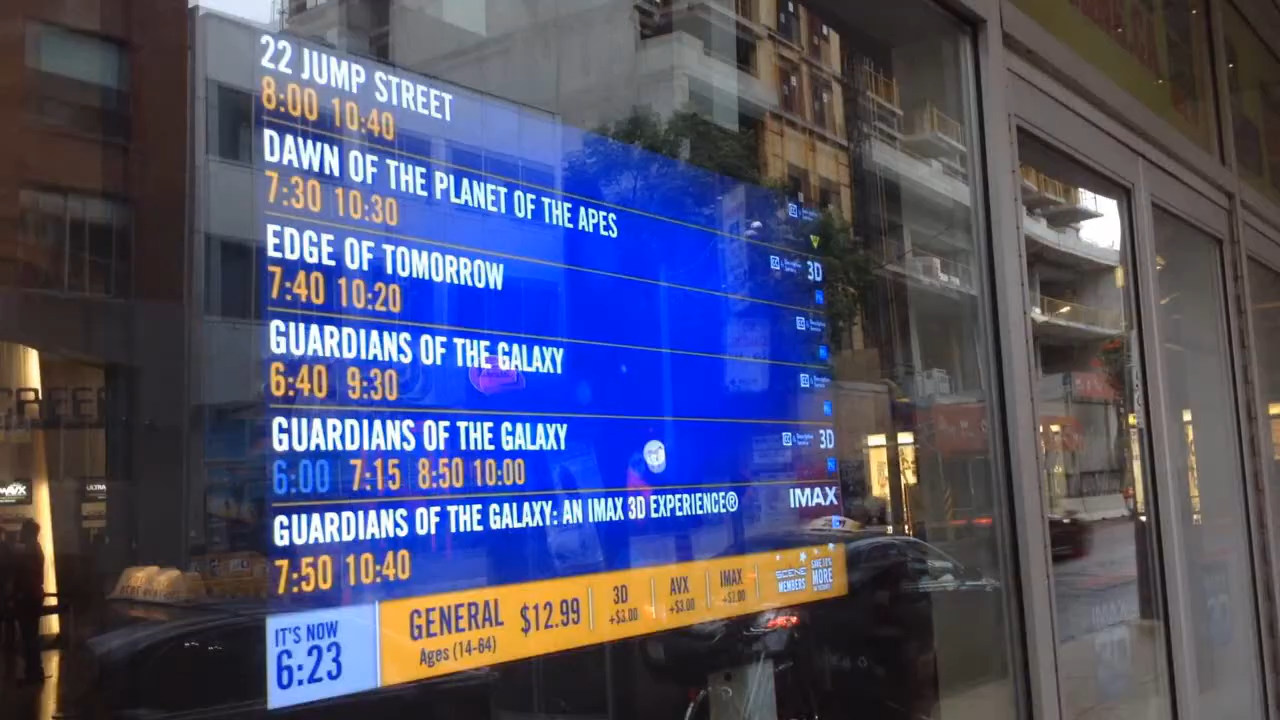 22 JUMP STREET
8:00 10:40
DAWN OF THE PLANET OF THE APES
3D
7:30 10:30
EDGE OF TOMORROW
7:40 10:20
GUARDIANS OF THE GALAXY
6:40 9:30
GUARDIANS OF THE GALAXY
3D
6:00 7:15 8:50 10:00
GUARDIANS OF THE GALAXY: AN IMAX 3D EXPERIENCE®
IMAX
7:50 10:40
IT'S NOW
6:23
GENERAL $12.99
Ages (14-64)
3D
+$3.00
AVX
+$3.00
IMAX
SCENE
MEMBERS
SAVE 10%
MORE